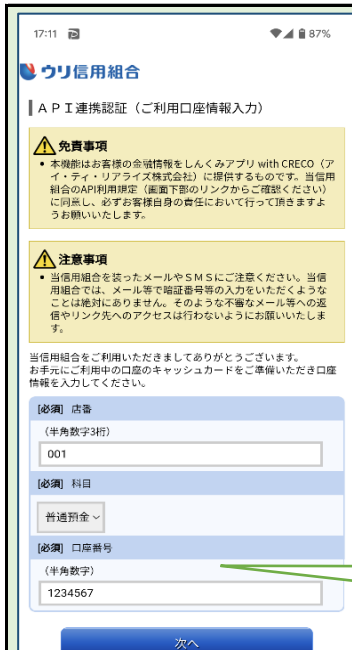 17:11 87%
ウリ信用組合
ＡＰＩ連携認証（ご利用口座情報入力）
免責事項
• 本機能はお客様の金融情報をしんくみアプリ with CRECO（ア
イ・ティ・リアライズ株式会社）に提供するものです。当信用
組合のAPI利用規定（画面下部のリンクからご確認ください）
に同意し、必ずお客様自身の責任において行って頂きますよ
うお願いいたします。
注意事項
• 当信用組合を装ったメールやＳＭＳにご注意ください。当信
用組合では、メール等で暗証番号等の入力をいただくような
ことは絶対にありません。そのような不審なメール等への返
信やリンク先へのアクセスは行わないようにお願いいたしま
す。
当信用組合をご利用いただきましてありがとうございます。
お手元にご利用中の口座のキャッシュカードをご準備いただき口座
情報を入力してください。
[必須] 店番
（半角数字3桁）
001
[必須] 科目
普通預金
[必須] 口座番号
（半角数字）
1234567
次へ